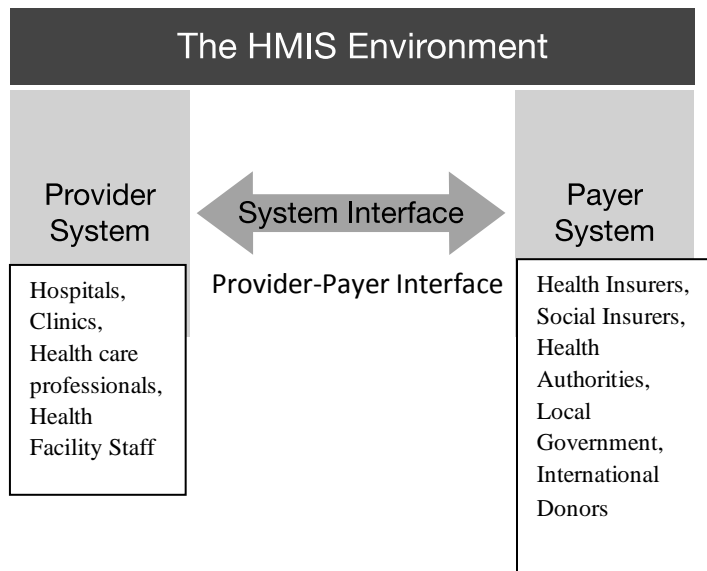 The HMIS Environment
Provider
System
System Interface
Provider-Payer Interface
Payer
System
Hospitals,
Clinics,
Health care
professionals,
Health
Facility Staff
Health Insurers,
Social Insurers,
Health
Authorities,
Local
Government,
International
Donors